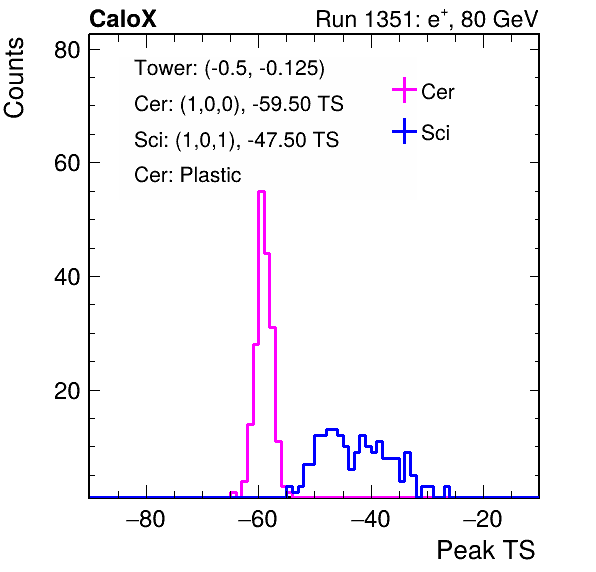 CaloX Run 1351: e⁺, 80 GeV
Counts
80
Tower: (-0.5, -0.125)
Cer: (1,0,0), -59.50 TS
Sci: (1,0,1), -47.50 TS
Cer: Plastic
Cer
Sci
60
40
20
−80 −60 −40 −20
Peak TS